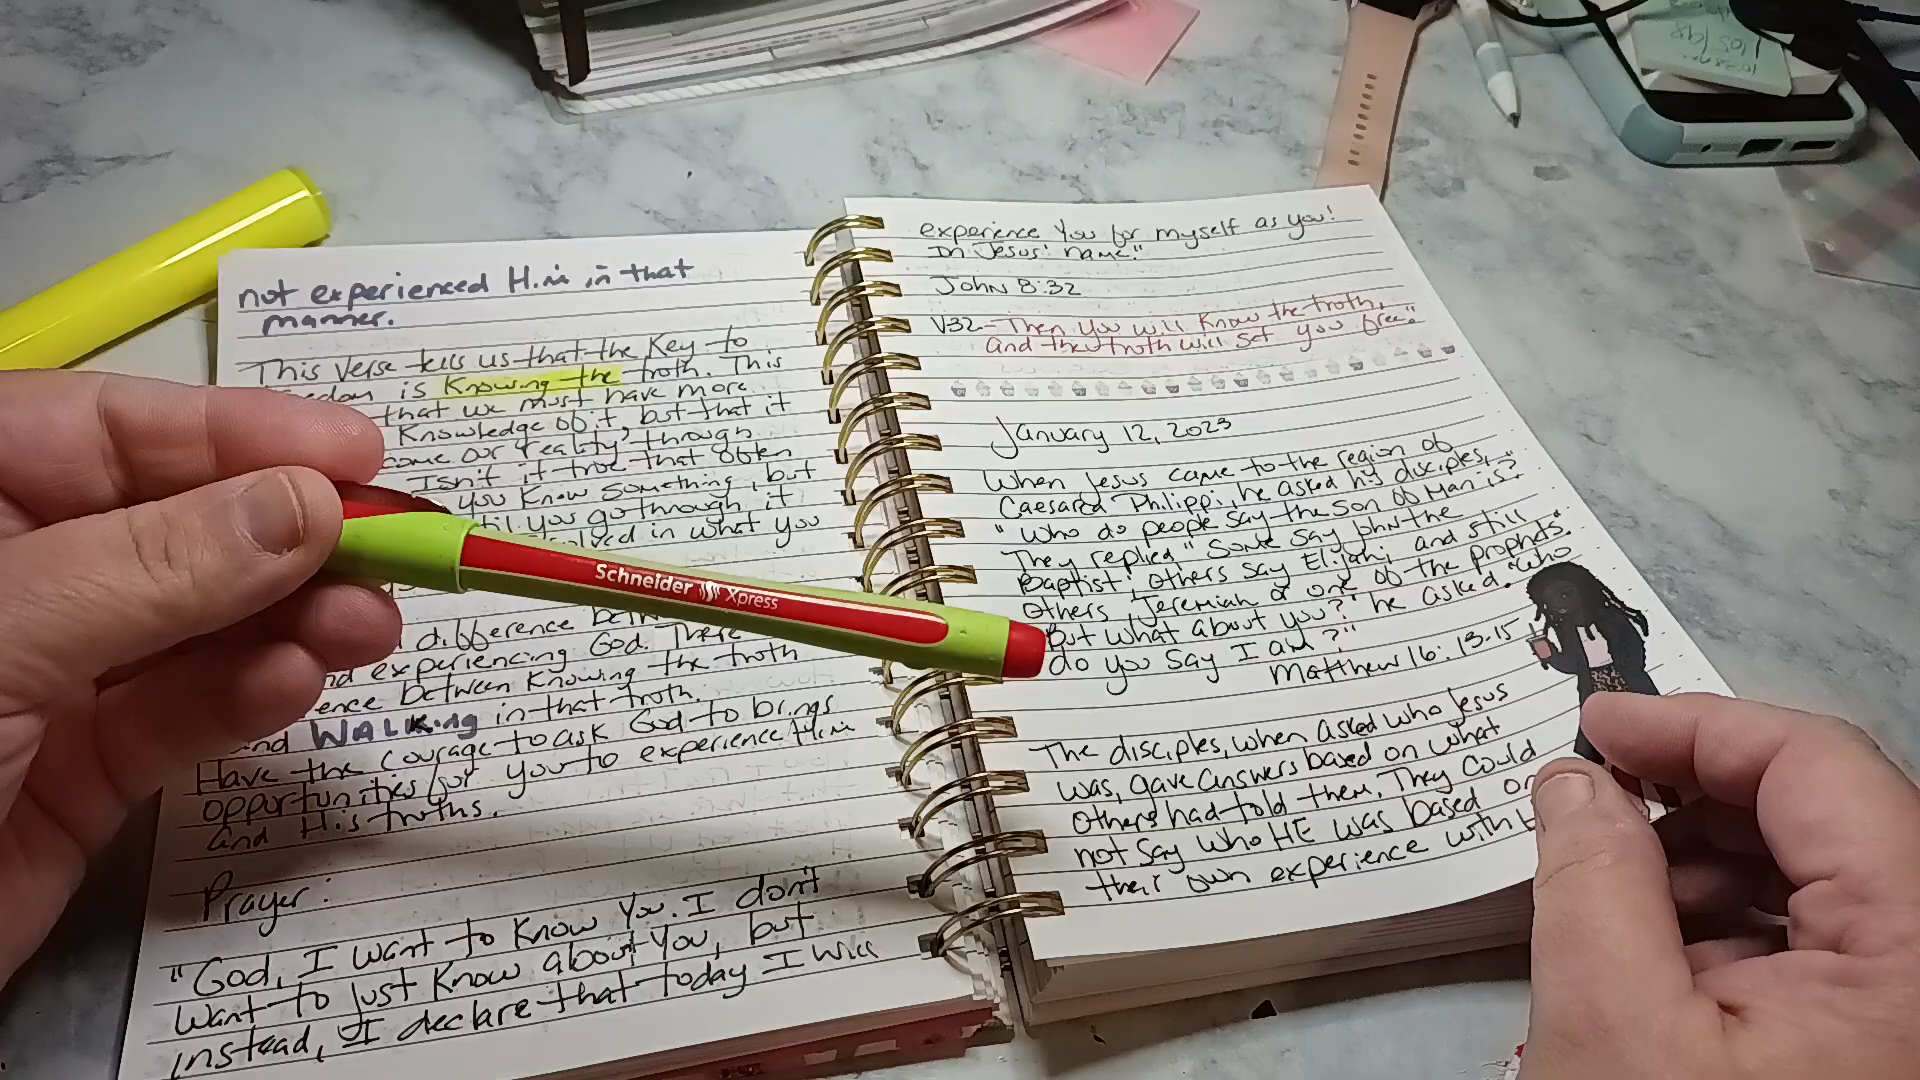 not experienced Him in that
manner.
This verse tells us that the Key to
is Knowing the truth. This
that we must have more
Knowledge of it, but that it
come our reality through
Isn't it true that often
you Know something, but
til you go through it
in what you
difference
and experiencing God. There
ence between Knowing the truth
and WALKing in that truth.
Have the courage to ask God to brings
opportunities for you to experience Him
and His truths.
Prayer:
"God, I want to Know You. I don't
Want to Just Know about You, but
instead, I declare that today I will
experience You for myself as you!
In Jesus' name."
John 8:32
V32- Then you will Know the truth,
and the truth will set you free."
January 12, 2023
When Jesus came to the region of
Caesarea Philippi, he asked his disciples,
"Who do people say the Son of Man is?"
They replied "Some say John the
Baptist; Others say Elijah; and still
Others, Jeremiah or one of the prophets."
"But what about you?" he asked. "Who
do you say I am?"
Matthew 16:13-15
The disciples, when asked who Jesus
was, gave answers based on what
Others had told them. They could
not say who HE was based on
their own experience with
Schneider Xpress